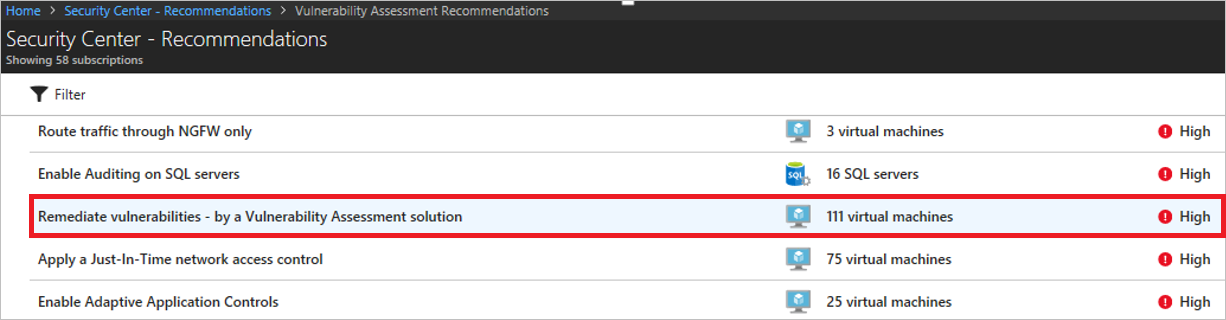 Home > Security Center - Recommendations > Vulnerability Assessment Recommendations
Security Center - Recommendations
Showing 58 subscriptions
Filter
Route traffic through NGFW only 3 virtual machines High
Enable Auditing on SQL servers SQL 16 SQL servers High
Remediate vulnerabilities - by a Vulnerability Assessment solution 111 virtual machines High
Apply a Just-In-Time network access control 75 virtual machines High
Enable Adaptive Application Controls 25 virtual machines High